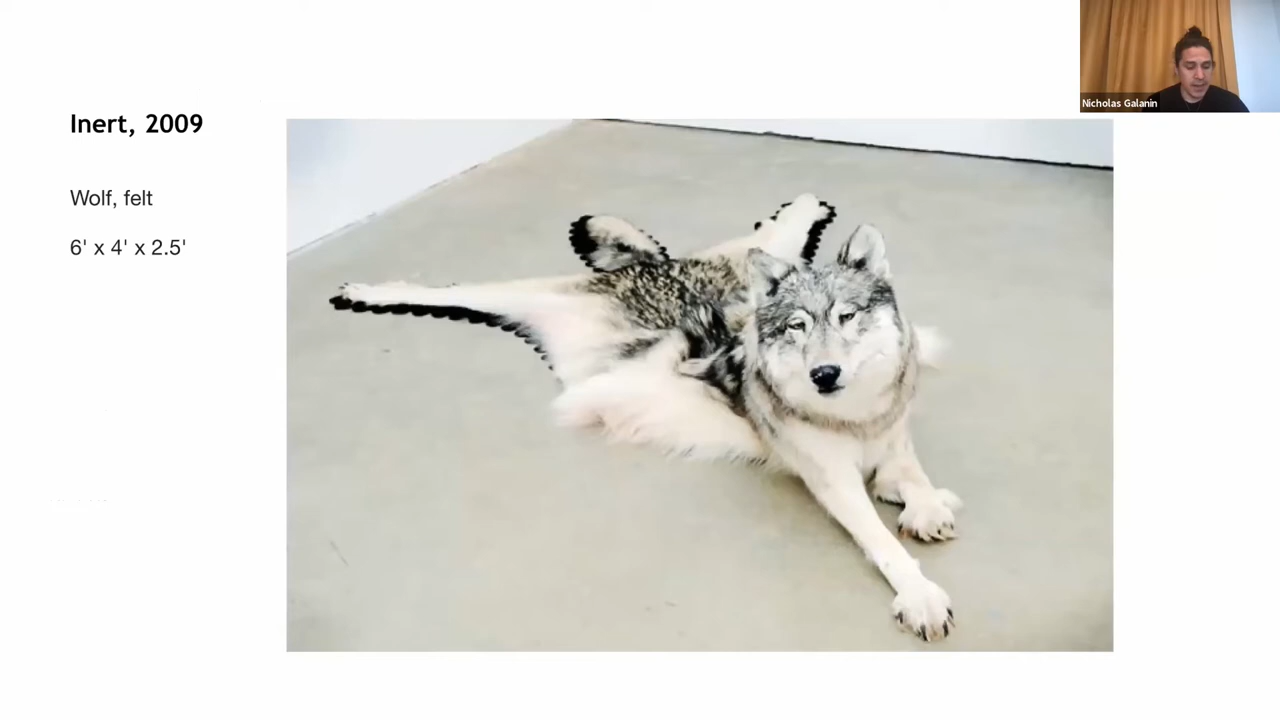 Inert, 2009
Wolf, felt
6' x 4' x 2.5'
Nicholas Galanin